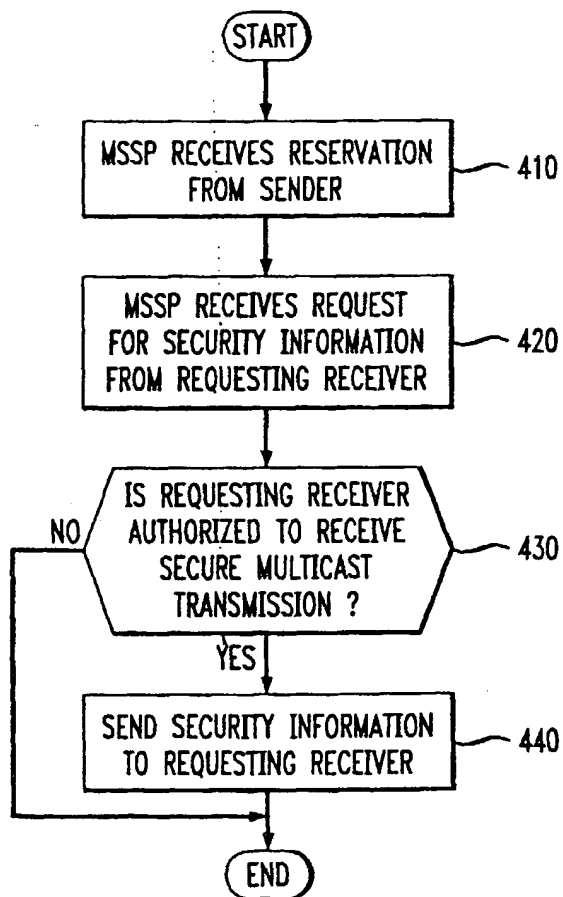 START
MSSP RECEIVES RESERVATION
FROM SENDER
410
MSSP RECEIVES REQUEST
FOR SECURITY INFORMATION
FROM REQUESTING RECEIVER
420
IS REQUESTING RECEIVER
AUTHORIZED TO RECEIVE
SECURE MULTICAST
TRANSMISSION ?
430
NO
YES
SEND SECURITY INFORMATION
TO REQUESTING RECEIVER
440
END